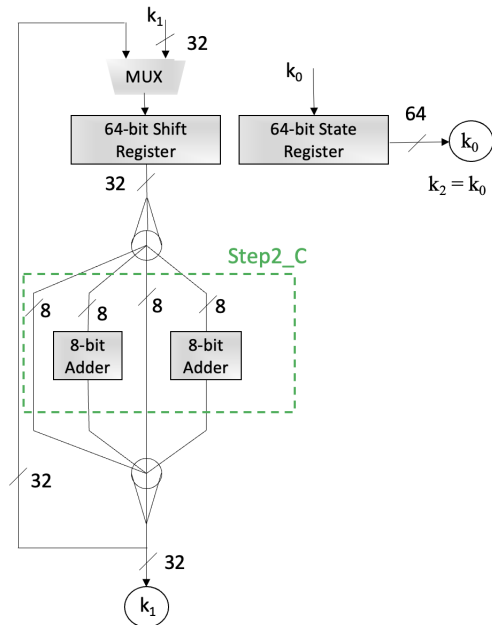 k1
32
MUX
k0
64-bit Shift
Register
64-bit State
Register
64
k0
k2 = k0
32
Step2_C
8
8
8
8
8-bit
Adder
8-bit
Adder
32
32
k1